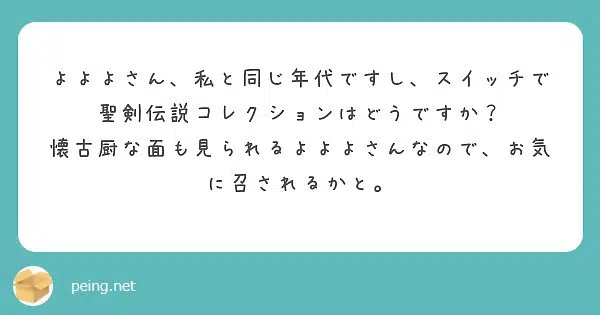 よよよさん、私と同じ年代ですし、スイッチで
聖剣伝説コレクションはどうですか？
懐古厨な面も見られるよよよさんなので、お気
に召されるかと。
peing.net